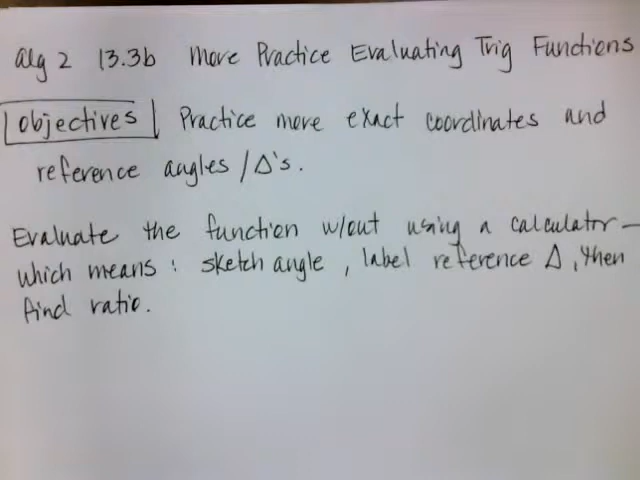 alg 2 13.3b More Practice Evaluating Trig Functions
Objectives Practice more exact coordinates and
reference angles/Δ's.
Evaluate the function w/out using a calculator—
which means: sketch angle, label reference Δ, then
find ratio.